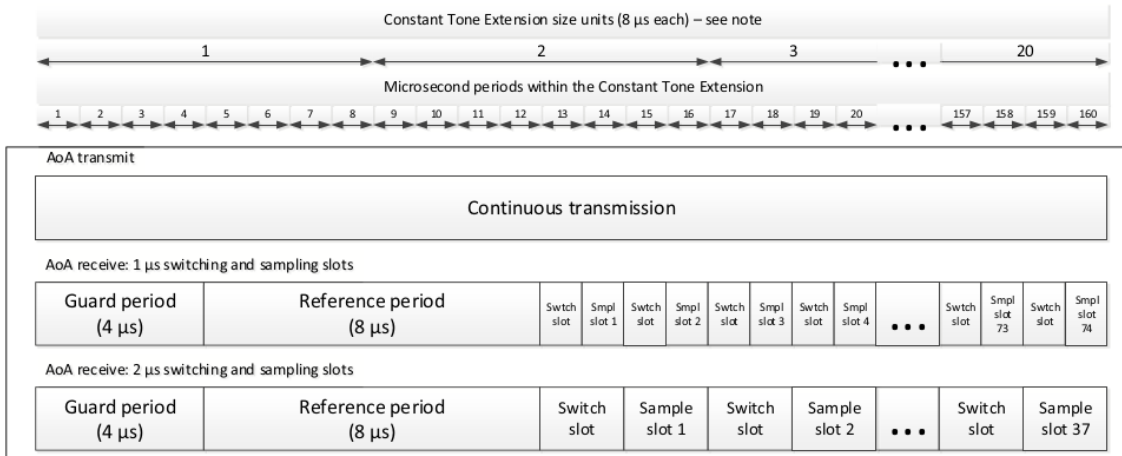 Constant Tone Extension size units (8 µs each) – see note
1 2 3 ... 20
Microsecond periods within the Constant Tone Extension
1 2 3 4 5 6 7 8 9 10 11 12 13 14 15 16 17 18 19 20 ... 157 158 159 160
AoA transmit
Continuous transmission
AoA receive: 1 µs switching and sampling slots
Guard period
(4 µs)
Reference period
(8 µs)
Swtch
slot
Smpl
slot 1
Swtch
slot
Smpl
slot 2
Swtch
slot
Smpl
slot 3
Swtch
slot
Smpl
slot 4
...
Swtch
slot
Smpl
slot
73
Swtch
slot
Smpl
slot
74
AoA receive: 2 µs switching and sampling slots
Guard period
(4 µs)
Reference period
(8 µs)
Switch
slot
Sample
slot 1
Switch
slot
Sample
slot 2
...
Switch
slot
Sample
slot 37